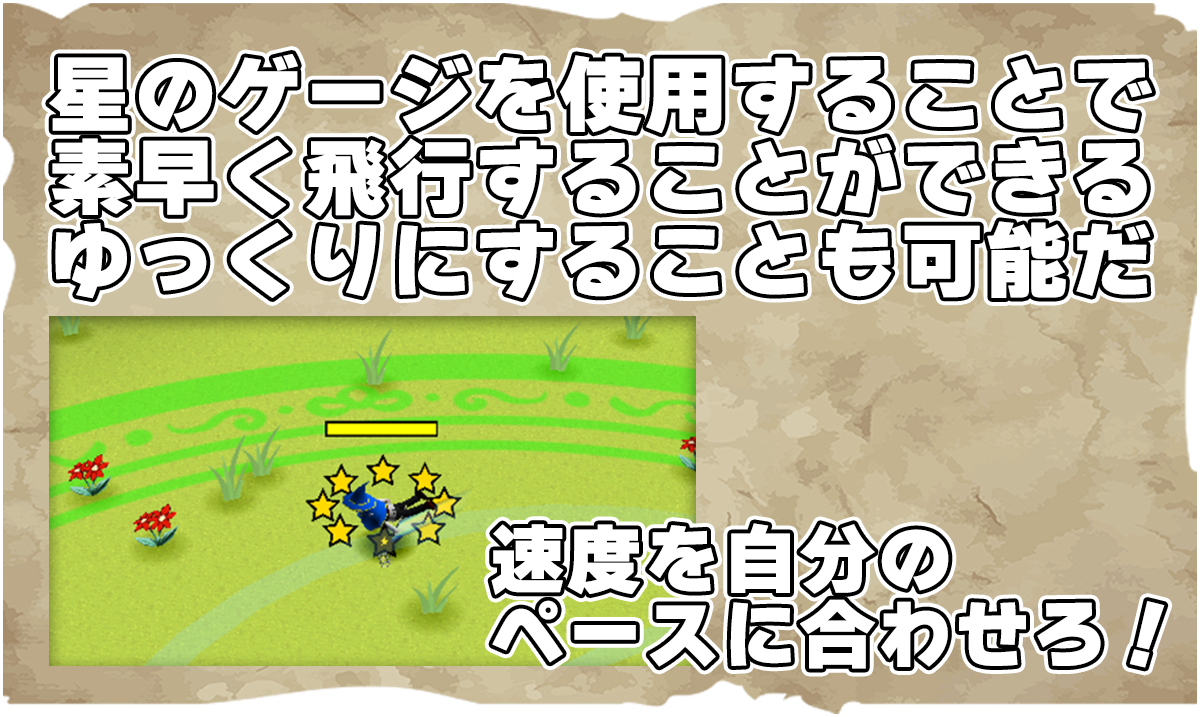 星のゲージを使用することで
素早く飛行することができる
ゆっくりにすることも可能だ
速度を自分の
ペースに合わせろ！